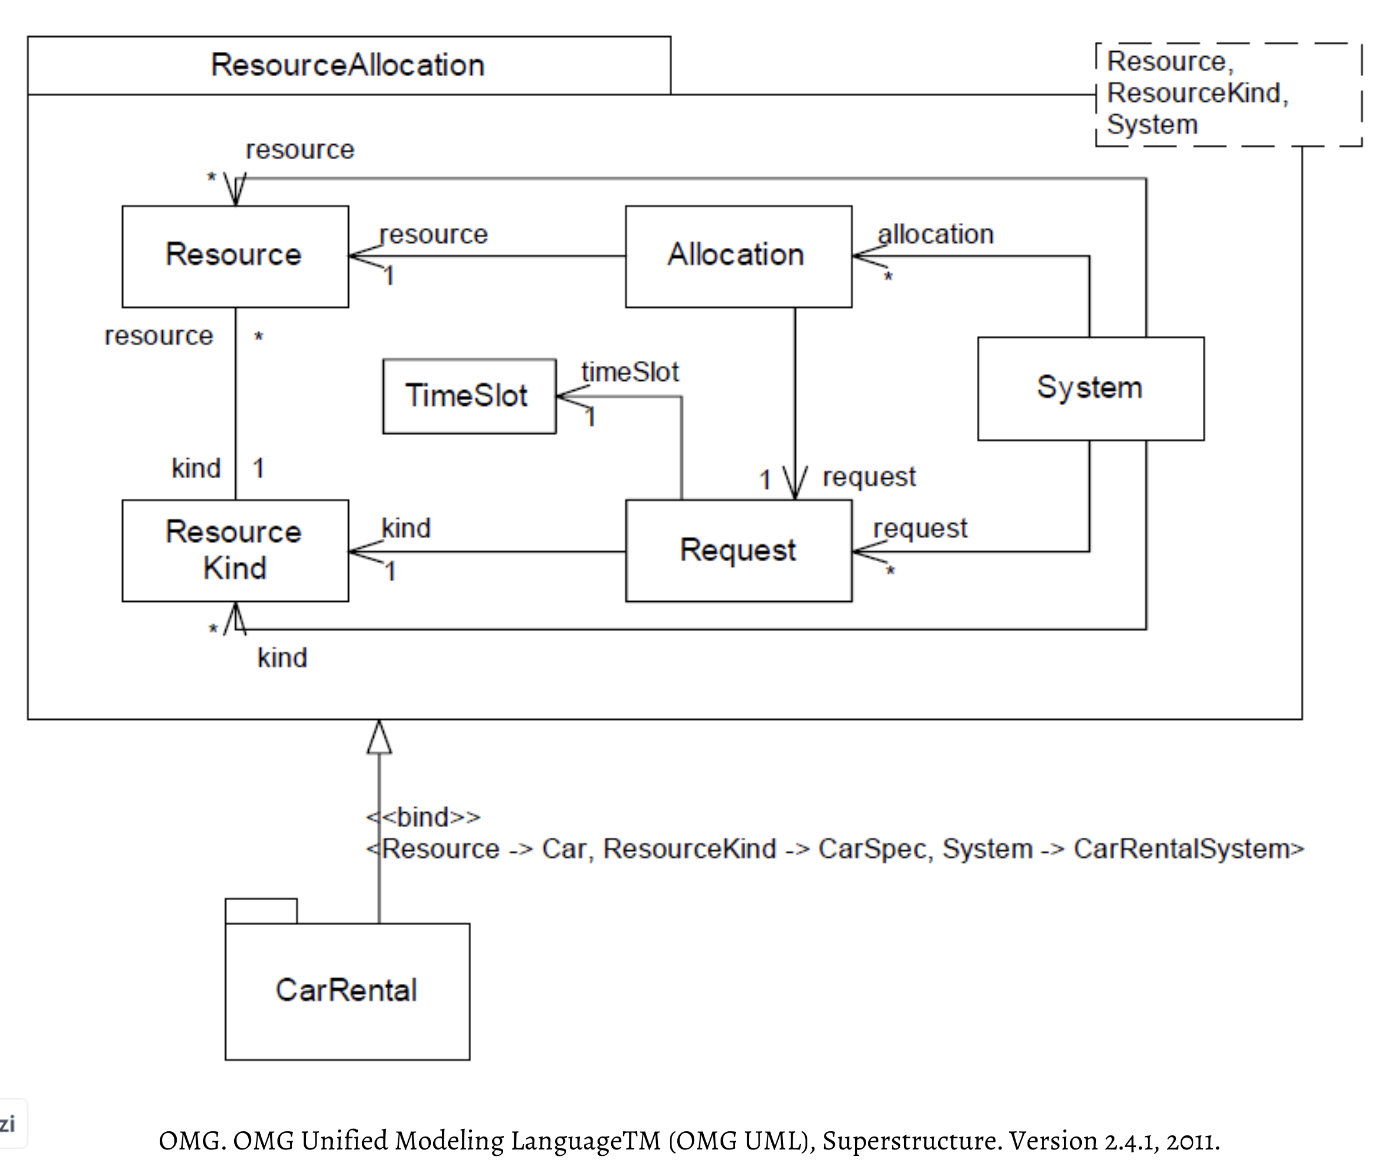 ResourceAllocation
Resource,
ResourceKind,
System
resource
*
Resource
resource
1
Allocation
allocation
*
resource
*
TimeSlot
timeSlot
1
System
kind
1
1
request
Resource
Kind
kind
1
Request
request
*
*
kind
<<bind>>
<Resource -> Car, ResourceKind -> CarSpec, System -> CarRentalSystem>
CarRental
zi
OMG. OMG Unified Modeling LanguageTM (OMG UML), Superstructure. Version 2.4.1, 2011.